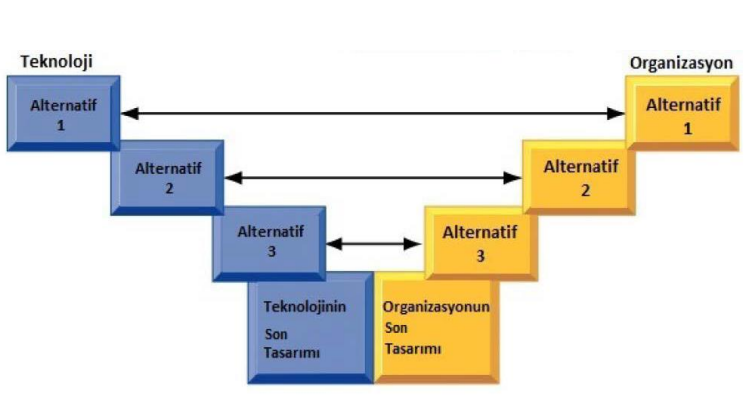 Teknoloji
Organizasyon
Alternatif
1
Alternatif
1
Alternatif
2
Alternatif
2
Alternatif
3
Alternatif
3
Teknolojinin
Son
Tasarımı
Organizasyonun
Son
Tasarımı